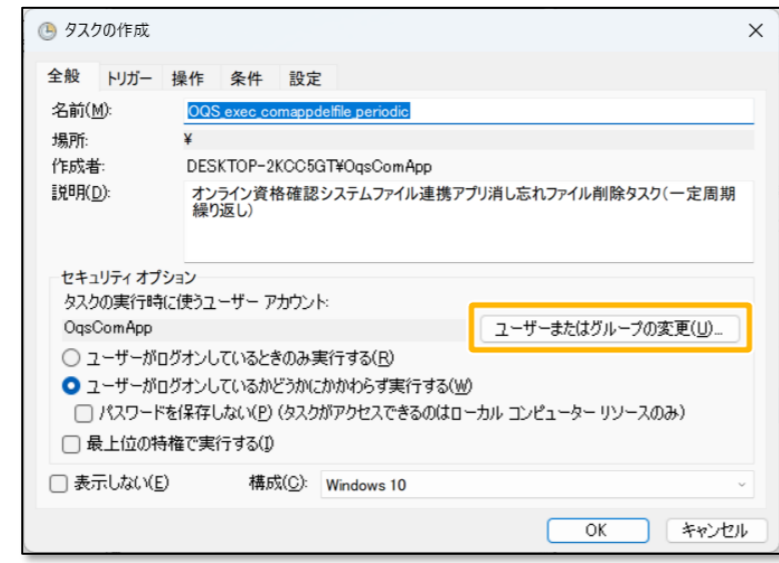 タスクの作成
全般 トリガー 操作 条件 設定
名前(M): OQS exec comappdelfile periodic
場所: ¥
作成者: DESKTOP-2KCC5GT¥OqsComApp
説明(D): オンライン資格確認システムファイル連携アプリ消し忘れファイル削除タスク(一定周期
繰り返し)
セキュリティ オプション
タスクの実行時に使うユーザー アカウント:
OqsComApp ユーザーまたはグループの変更(U)...
ユーザーがログオンしているときのみ実行する(R)
ユーザーがログオンしているかどうかにかかわらず実行する(W)
パスワードを保存しない(P) (タスクがアクセスできるのはローカル コンピューター リソースのみ)
最上位の特権で実行する(I)
表示しない(E) 構成(C): Windows 10
OK キャンセル